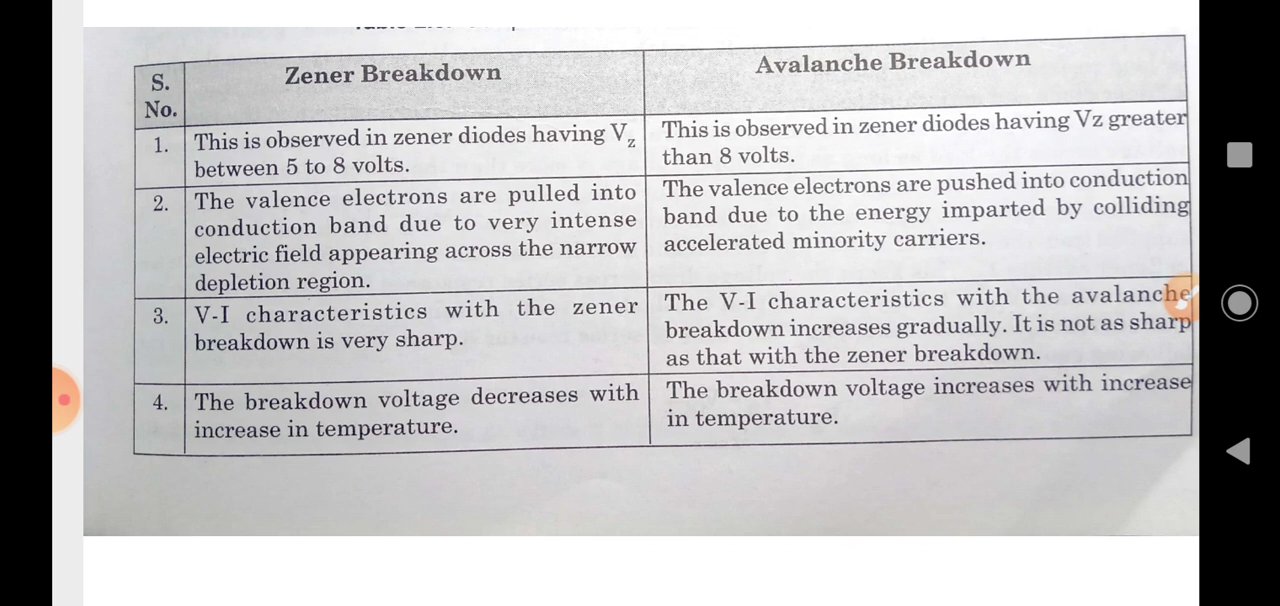 S.
No.
Zener Breakdown
Avalanche Breakdown
1.
This is observed in zener diodes having Vz
between 5 to 8 volts.
This is observed in zener diodes having Vz greater
than 8 volts.
2.
The valence electrons are pulled into
conduction band due to very intense
electric field appearing across the narrow
depletion region.
The valence electrons are pushed into conduction
band due to the energy imparted by colliding
accelerated minority carriers.
3.
V-I characteristics with the zener
breakdown is very sharp.
The V-I characteristics with the avalanche
breakdown increases gradually. It is not as sharp
as that with the zener breakdown.
4.
The breakdown voltage decreases with
increase in temperature.
The breakdown voltage increases with increase
in temperature.